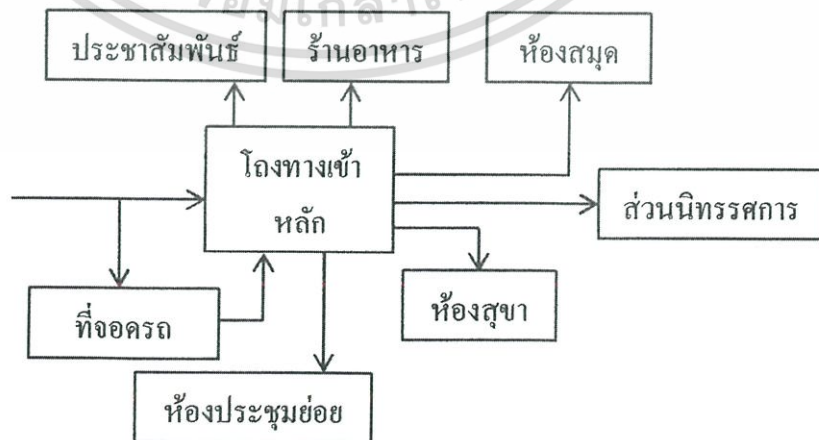 ประชาสัมพันธ์
ร้านอาหาร
ห้องสมุด
โถงทางเข้า
หลัก
ส่วนนิทรรศการ
ที่จอดรถ
ห้องสุขา
ห้องประชุมย่อย